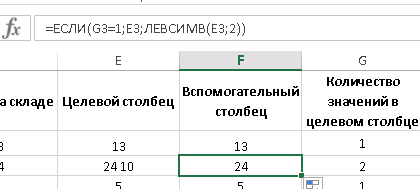 fx =ЕСЛИ(G3=1;E3;ЛЕВСИМВ(E3;2))
E F G
а складе Целевой столбец Вспомогательный столбец Количество значений в целевом столбце
3 13 13 1
4 24 10 24 2
5 5 1